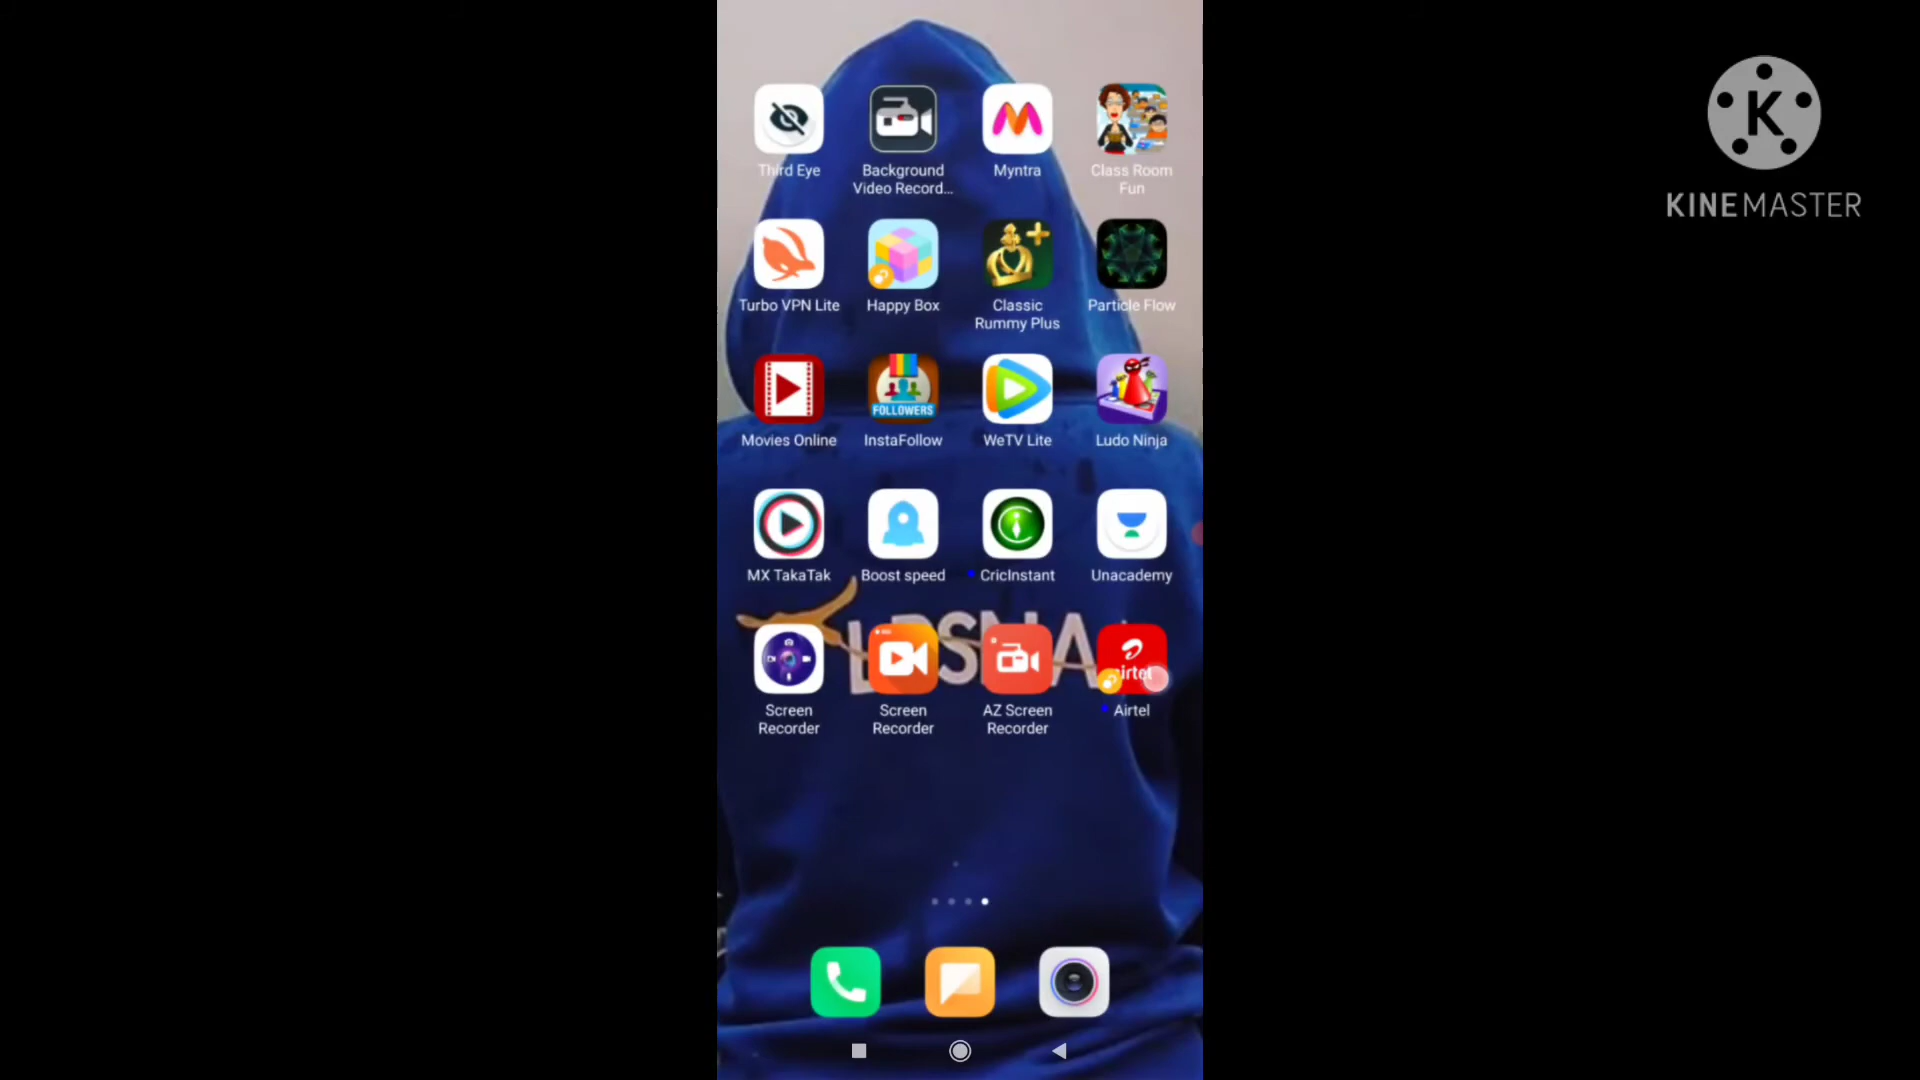 K
KINEMASTER
Third Eye
Background
Video Record...
Myntra
Class Room
Fun
Turbo VPN Lite
Happy Box
Classic
Rummy Plus
Particle Flow
FOLLOWERS
Movies Online
InstaFollow
WeTV Lite
Ludo Ninja
MX TakaTak
Boost speed
CricInstant
Unacademy
airtel
Screen
Recorder
Screen
Recorder
AZ Screen
Recorder
Airtel